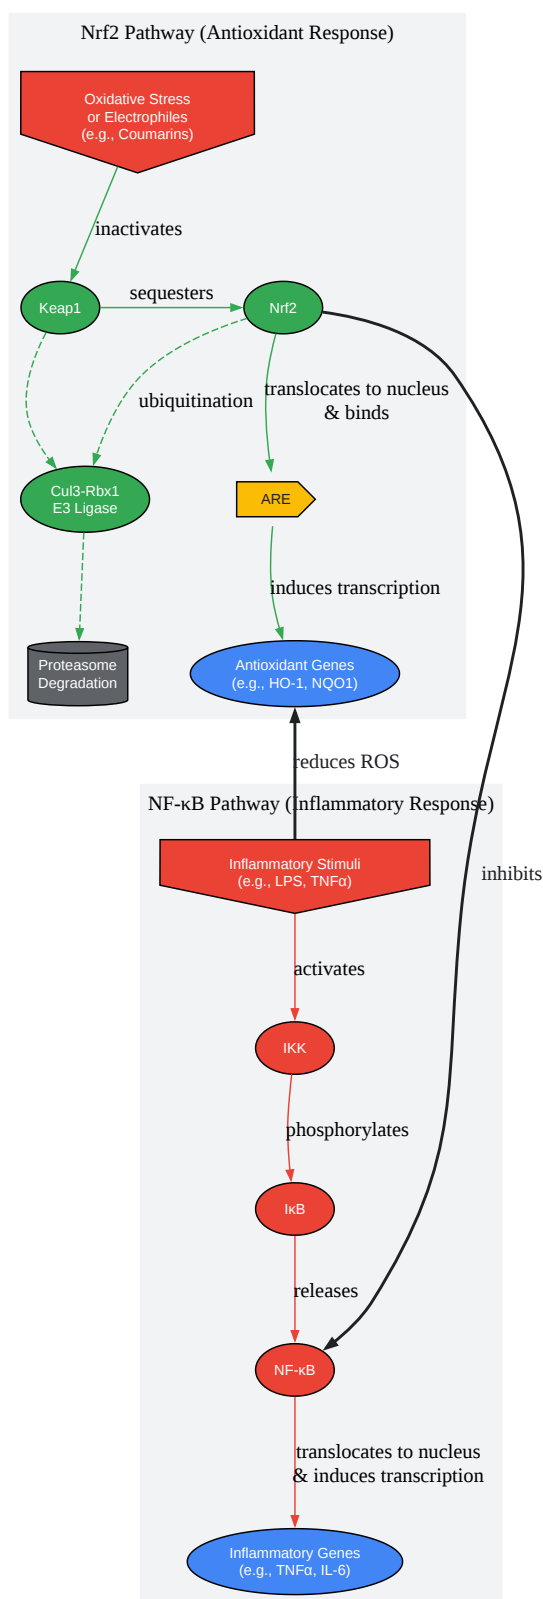 Nrf2 Pathway (Antioxidant Response)
Oxidative Stress
or Electrophiles
(e.g., Coumarins)
inactivates
sequesters
Keap1
Nrf2
translocates to nucleus
& binds
ubiquitination
Cul3-Rbx1
E3 Ligase
ARE
induces transcription
Proteasome
Degradation
Antioxidant Genes
(e.g., HO-1, NQO1)
reduces ROS
NF-κB Pathway (Inflammatory Response)
Inflammatory Stimuli
(e.g., LPS, TNFα)
inhibits
activates
IKK
phosphorylates
IκB
releases
NF-κB
translocates to nucleus
& induces transcription
Inflammatory Genes
(e.g., TNFα, IL-6)